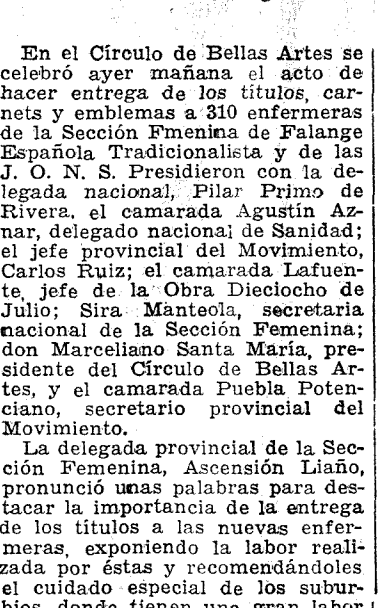 En el Círculo de Bellas Artes se
celebró ayer mañana el acto de
hacer entrega de los títulos, car-
nets y emblemas a 310 enfermeras
de la Sección Fmenina de Falange
Española Tradicionalista y de las
J. O. N. S. Presidieron con la de-
legada nacional, Pilar Primo de
Rivera, el camarada Agustín Az-
nar, delegado nacional de Sanidad;
el jefe provincial del Movimiento,
Carlos Ruiz; el camarada Lafuen-
te, jefe de la Obra Dieciocho de
Julio; Sira Manteola, secretaria
nacional de la Sección Femenina;
don Marceliano Santa María, pre-
sidente del Círculo de Bellas Ar-
tes, y el camarada Puebla Poten-
ciano, secretario provincial del
Movimiento.
La delegada provincial de la Sec-
ción Femenina, Ascensión Liaño,
pronunció unas palabras para des-
tacar la importancia de la entrega
de los títulos a las nuevas enfer-
meras, exponiendo la labor reali-
zada por éstas y recomendándoles
el cuidado especial de los subur-
bios, donde tienen una gran labor